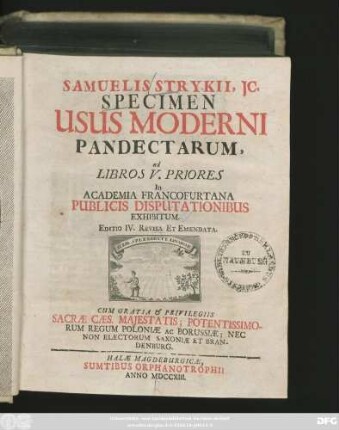 SAMUELIS STRYKII, JC.
SPECIMEN
USUS MODERNI
PANDECTARUM,
ad
LIBROS V. PRIORES
In
ACADEMIA FRANCOFURTANA
PUBLICIS DISPUTATIONIBUS
EXHIBITUM.
EDITIO IV. REVISA ET EMENDATA.
CUM GRATIA & PRIVILEGIIS
SACRÆ CÆS. MAJESTATIS; POTENTISSIMO-
RUM REGUM POLONIÆ AC BORUSSIÆ; NEC
NON ELECTORUM SAXONIÆ ET BRAN-
DENBURG.
HALÆ MAGDEBURGICÆ,
SUMTIBUS ORPHANOTROPHII
ANNO MDCCXIII.